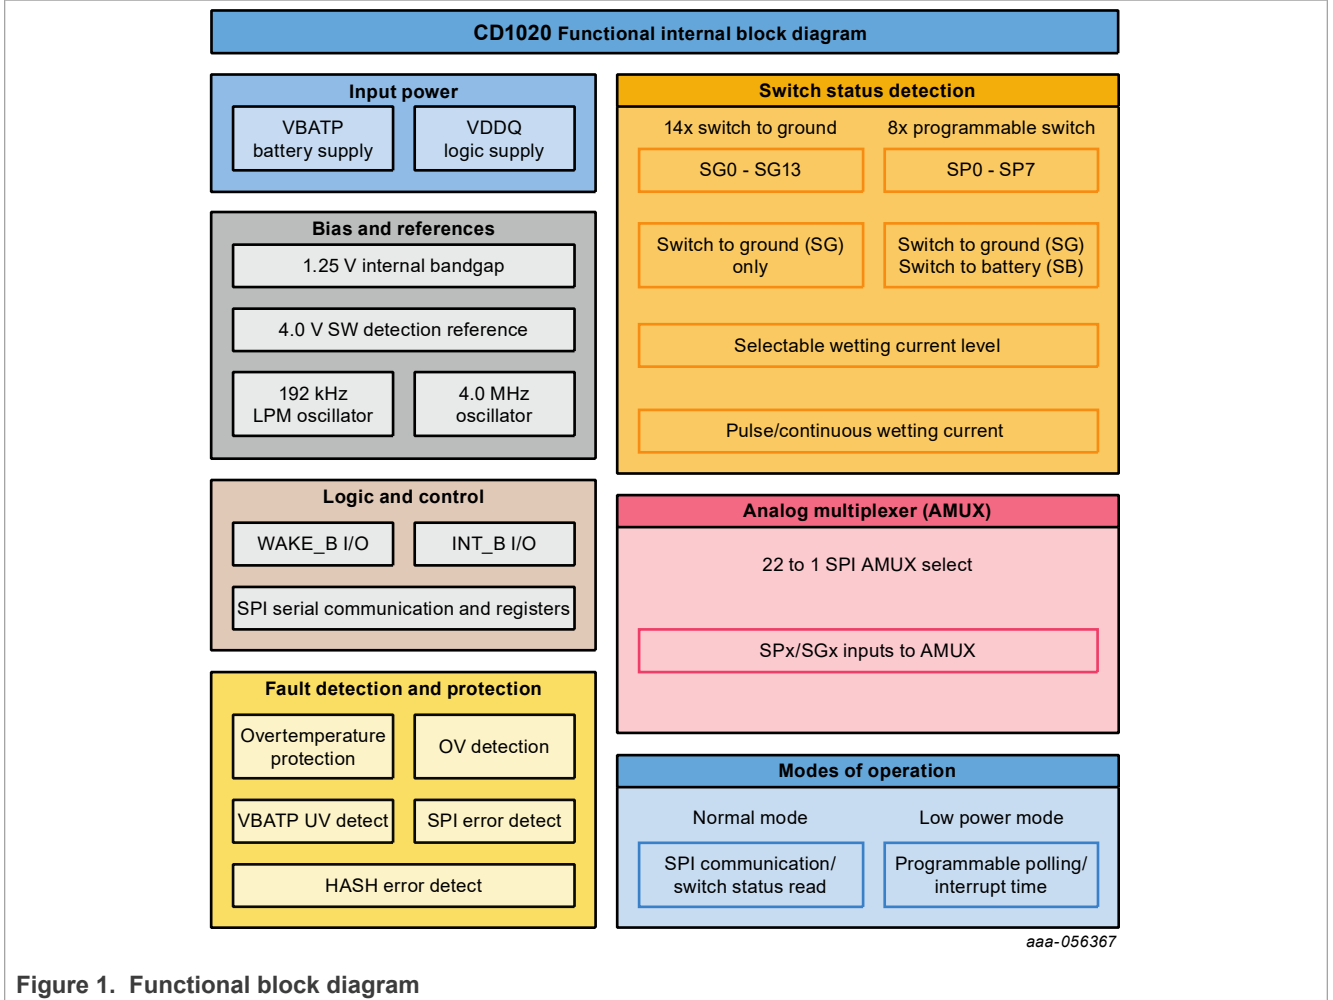 CD1020 Functional internal block diagram
Input power
VBATP
battery supply
VDDQ
logic supply
Bias and references
1.25 V internal bandgap
4.0 V SW detection reference
192 kHz
LPM oscillator
4.0 MHz
oscillator
Logic and control
WAKE_B I/O
INT_B I/O
SPI serial communication and registers
Fault detection and protection
Overtemperature
protection
OV detection
VBATP UV detect
SPI error detect
HASH error detect
Switch status detection
14x switch to ground
8x programmable switch
SG0 - SG13
SP0 - SP7
Switch to ground (SG)
only
Switch to ground (SG)
Switch to battery (SB)
Selectable wetting current level
Pulse/continuous wetting current
Analog multiplexer (AMUX)
22 to 1 SPI AMUX select
SPx/SGx inputs to AMUX
Modes of operation
Normal mode
Low power mode
SPI communication/
switch status read
Programmable polling/
interrupt time
aaa-056367
Figure 1. Functional block diagram